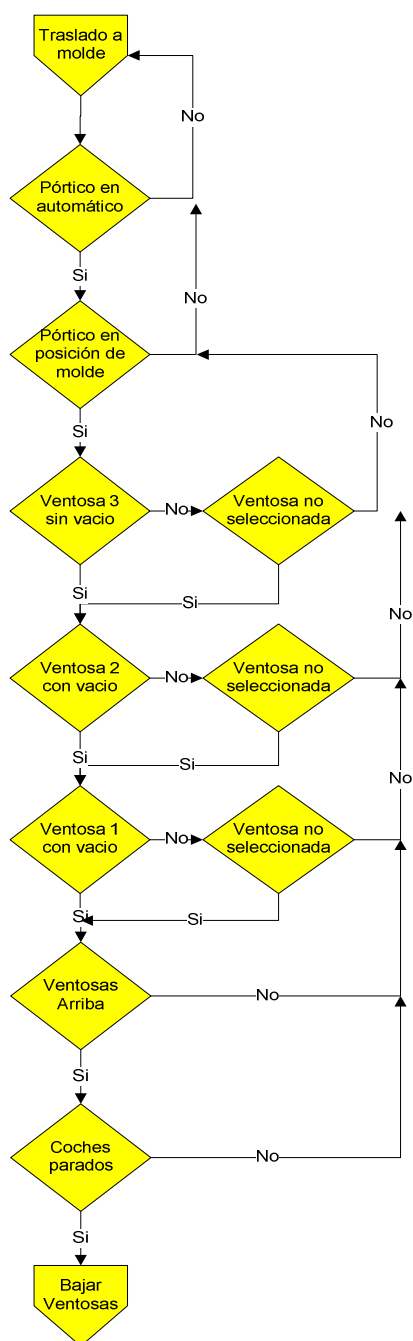 Traslado a
molde
No
Pórtico en
automático
Si
No
Pórtico en
posición de
molde
Si
No
Ventosa 3
sin vacio
No
Ventosa no
seleccionada
Si
Si
No
Ventosa 2
con vacio
No
Ventosa no
seleccionada
Si
Si
No
Ventosa 1
con vacio
No
Ventosa no
seleccionada
Si
Si
Ventosas
Arriba
No
Si
Coches
parados
No
Si
Bajar
Ventosas